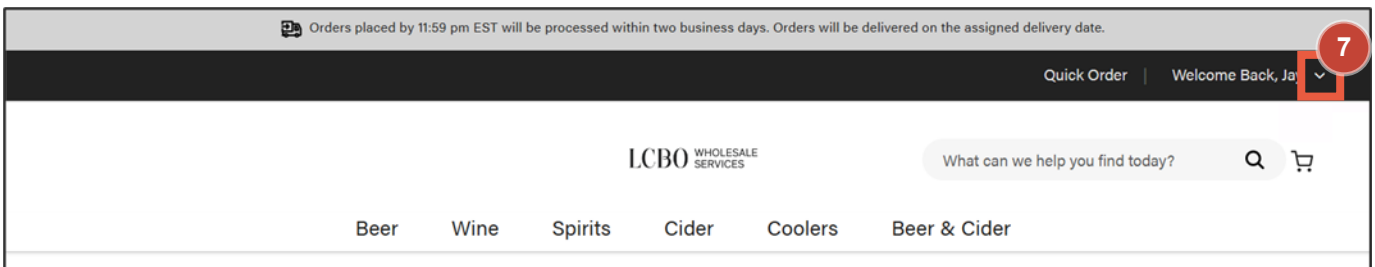 Orders placed by 11:59 pm EST will be processed within two business days. Orders will be delivered on the assigned delivery date.
7
Quick Order | Welcome Back,
LCBO WHOLESALE SERVICES
What can we help you find today?
Beer Wine Spirits Cider Coolers Beer & Cider